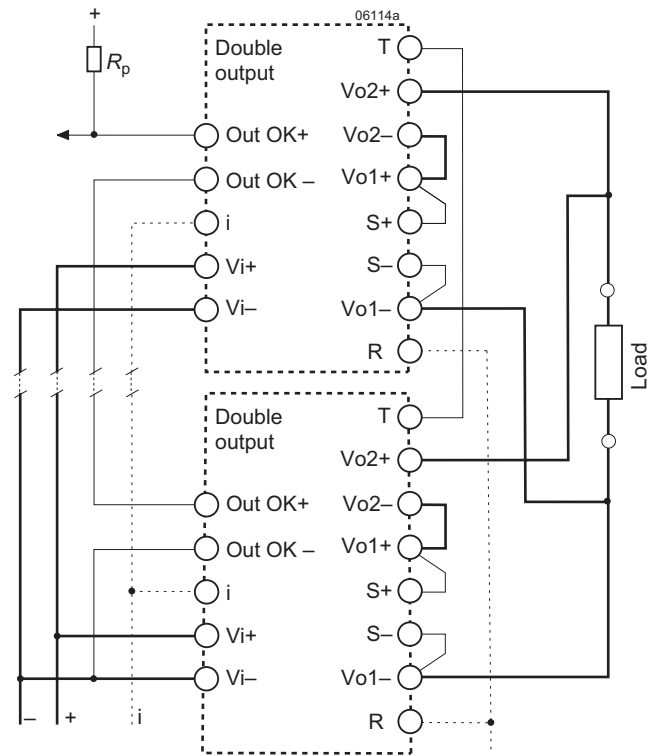 06114a
+
Rp
Double
output
T
Vo2+
Out OK+
Vo2–
Out OK –
Vo1+
i
S+
Vi+
S–
Vi–
Vo1–
R
Load
Double
output
T
Vo2+
Out OK+
Vo2–
Out OK –
Vo1+
i
S+
Vi+
S–
Vi–
Vo1–
R
– + i